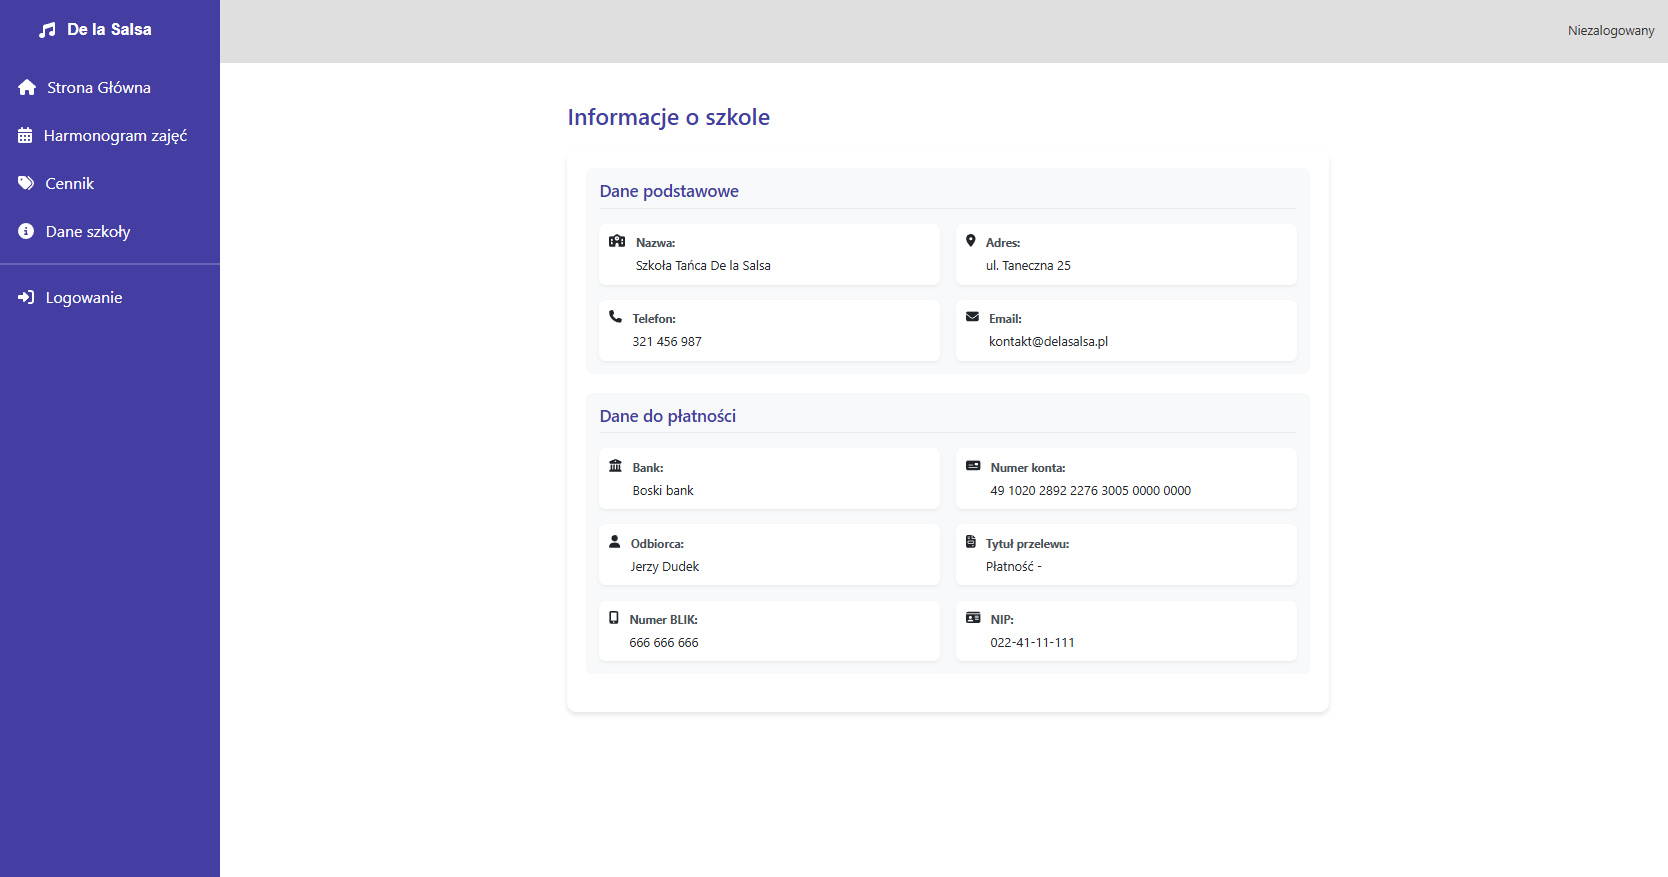 De la Salsa
Niezalogowany
Strona Główna
Harmonogram zajęć
Cennik
Dane szkoły
Logowanie
Informacje o szkole
Dane podstawowe
Nazwa:
Szkoła Tańca De la Salsa
Adres:
ul. Taneczna 25
Telefon:
321 456 987
Email:
kontakt@delasalsa.pl
Dane do płatności
Bank:
Boski bank
Numer konta:
49 1020 2892 2276 3005 0000 0000
Odbiorca:
Jerzy Dudek
Tytuł przelewu:
Płatność -
Numer BLIK:
666 666 666
NIP:
022-41-11-111